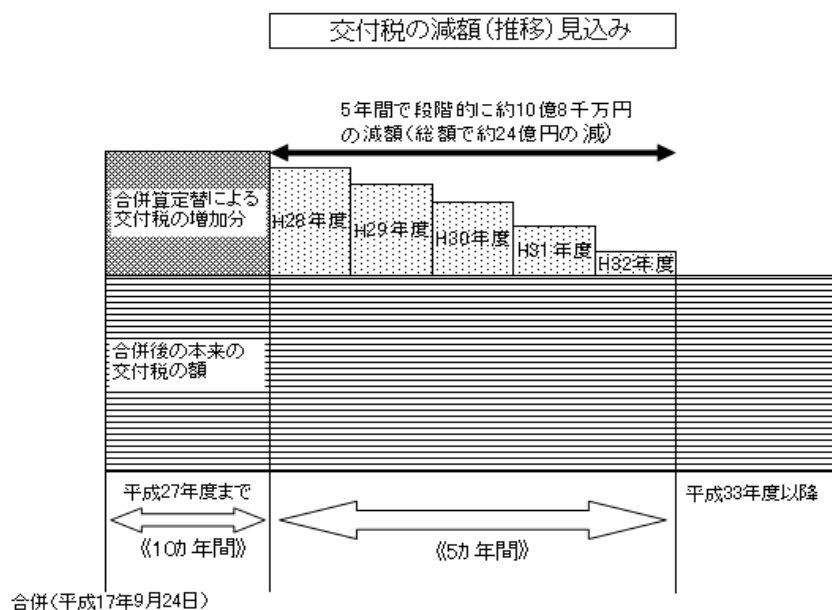 交付税の減額(推移)見込み
5年間で段階的に約10億8千万円
の減額(総額で約24億円の減)
合併算定替による
交付税の増加分
H28年度
H29年度
H30年度
H31年度
H32年度
合併後の本来の
交付税の額
平成27年度まで
平成33年度以降
《10カ年間》
《5カ年間》
合併(平成17年9月24日)